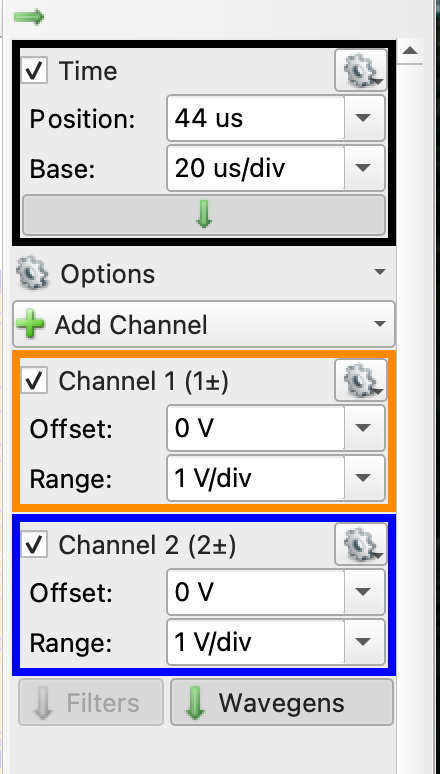 Time
Position: 44 us
Base: 20 us/div
Options
Add Channel
Channel 1 (1±)
Offset: 0 V
Range: 1 V/div
Channel 2 (2±)
Offset: 0 V
Range: 1 V/div
Filters Wavegens